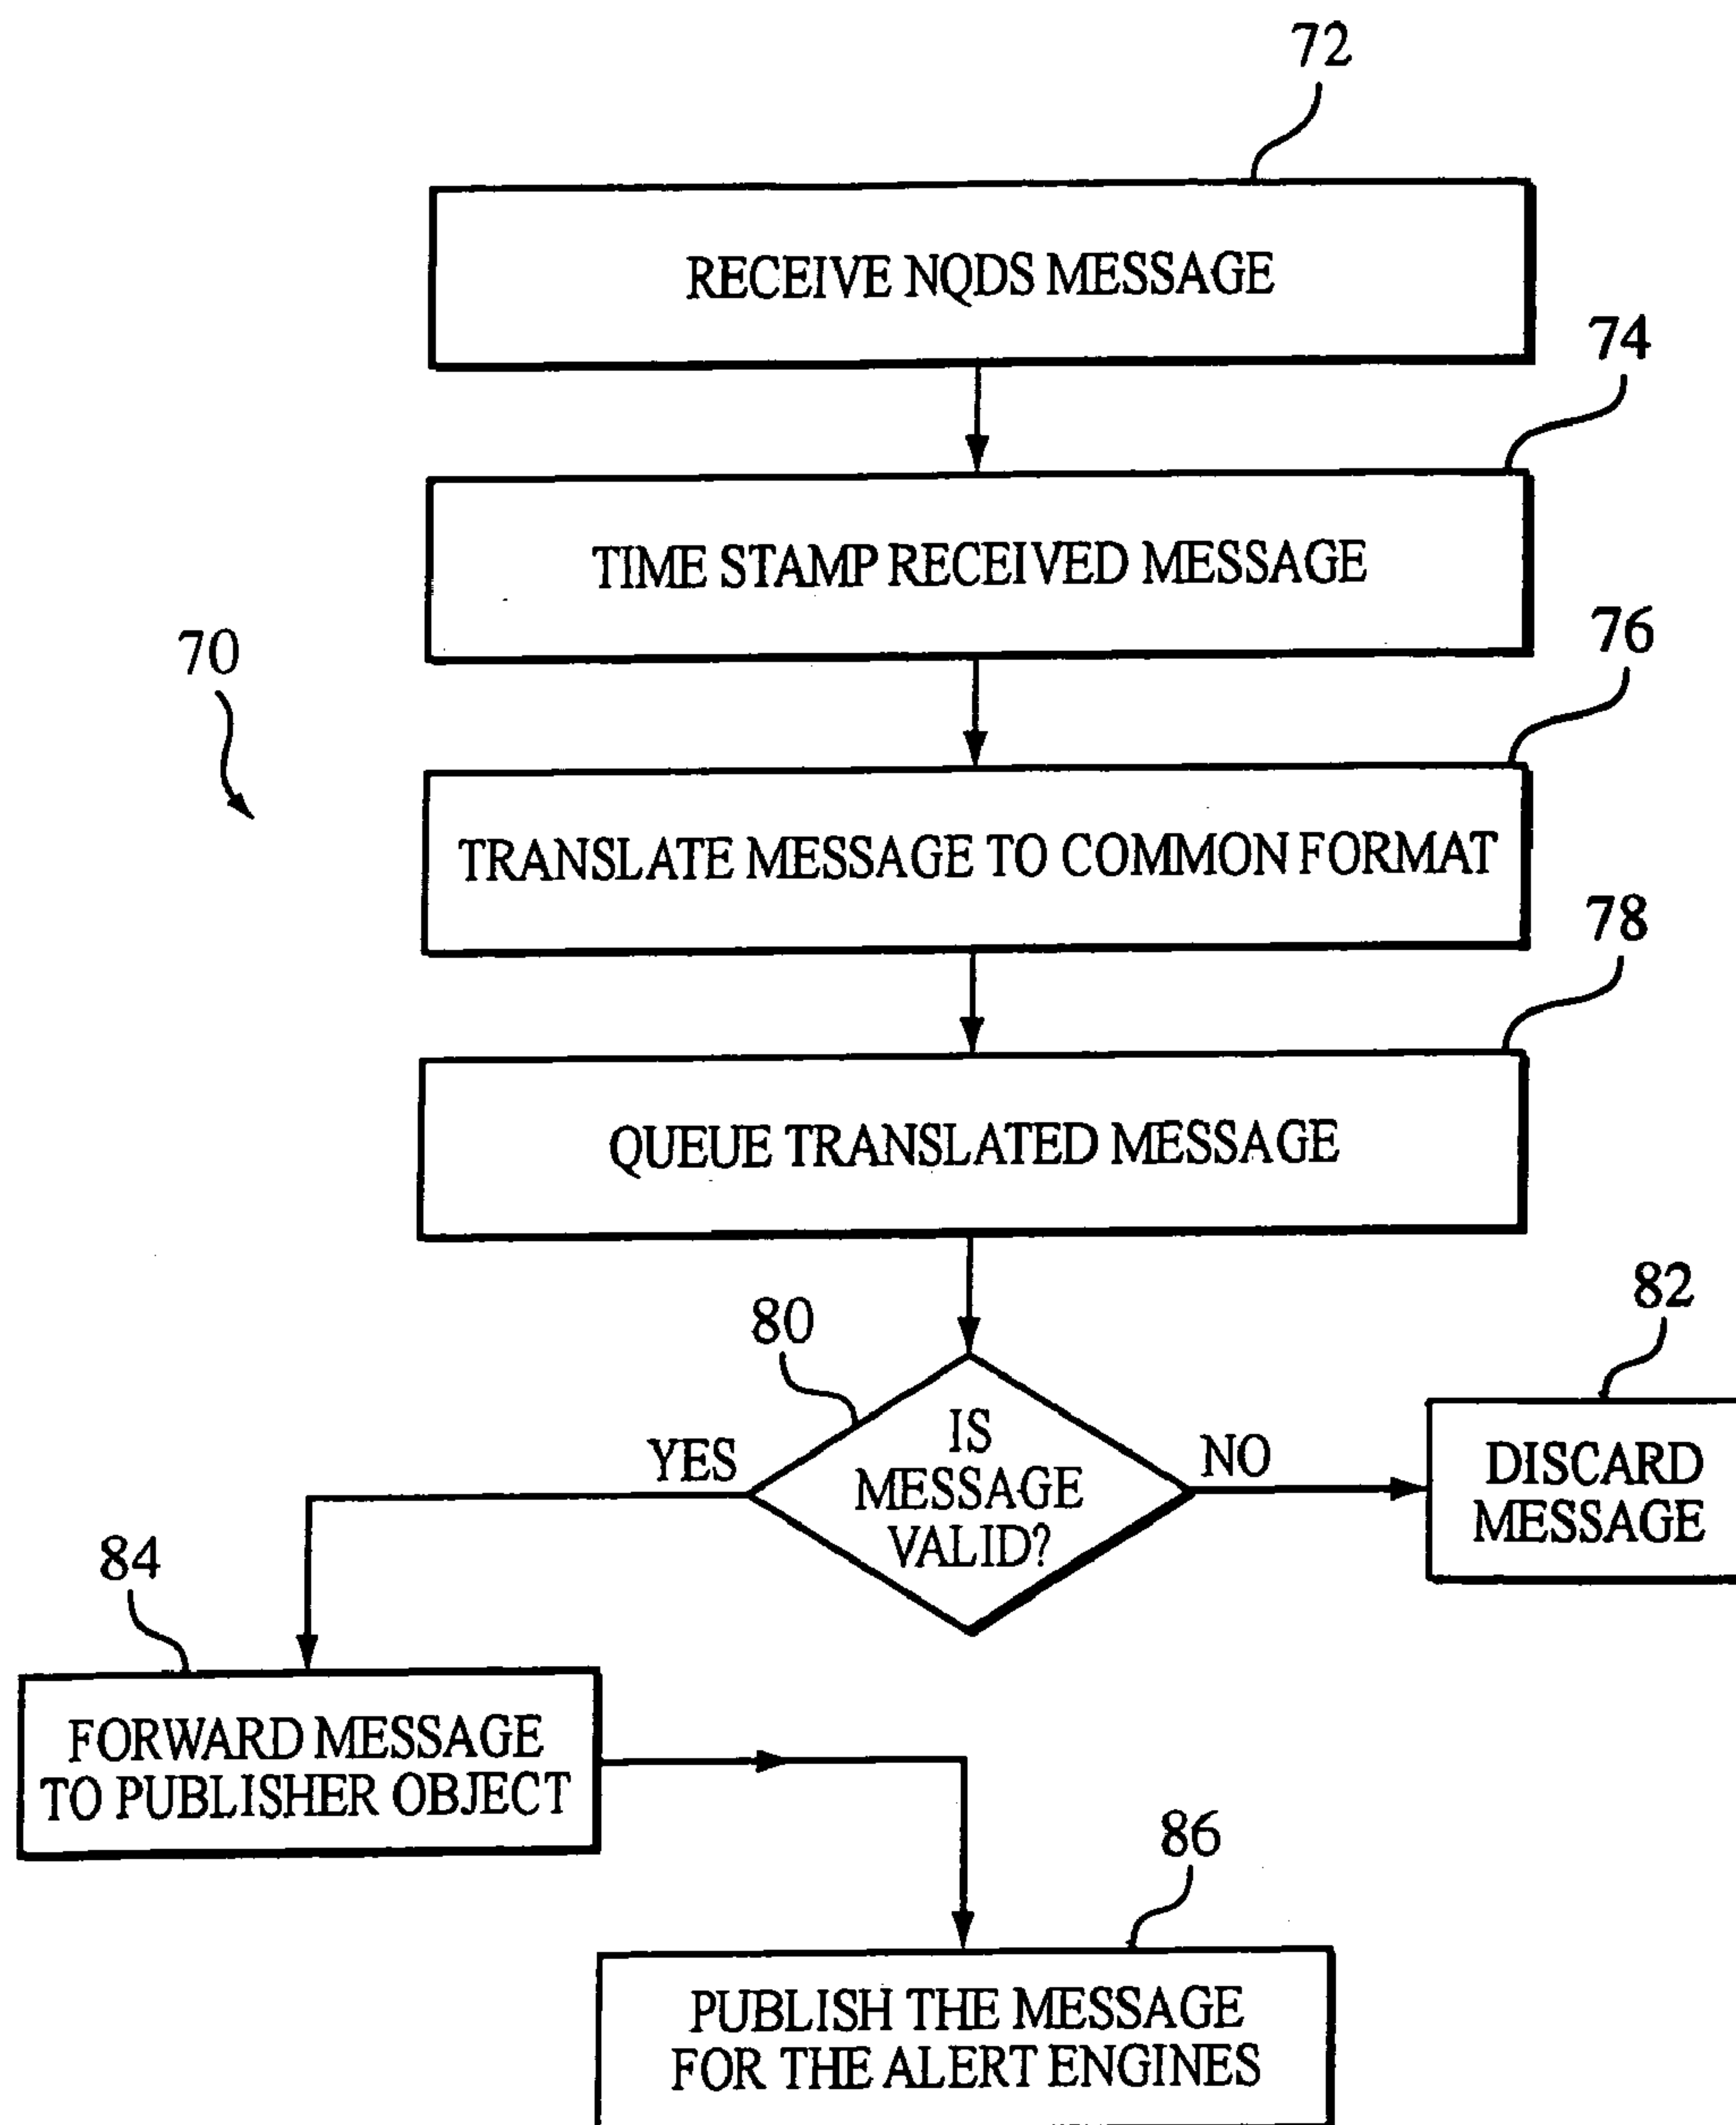 72
RECEIVE NQDS MESSAGE
74
TIME STAMP RECEIVED MESSAGE
70
76
TRANSLATE MESSAGE TO COMMON FORMAT
78
QUEUE TRANSLATED MESSAGE
80
82
IS
MESSAGE
VALID?
YES
NO
DISCARD
MESSAGE
84
FORWARD MESSAGE
TO PUBLISHER OBJECT
86
PUBLISH THE MESSAGE
FOR THE ALERT ENGINES